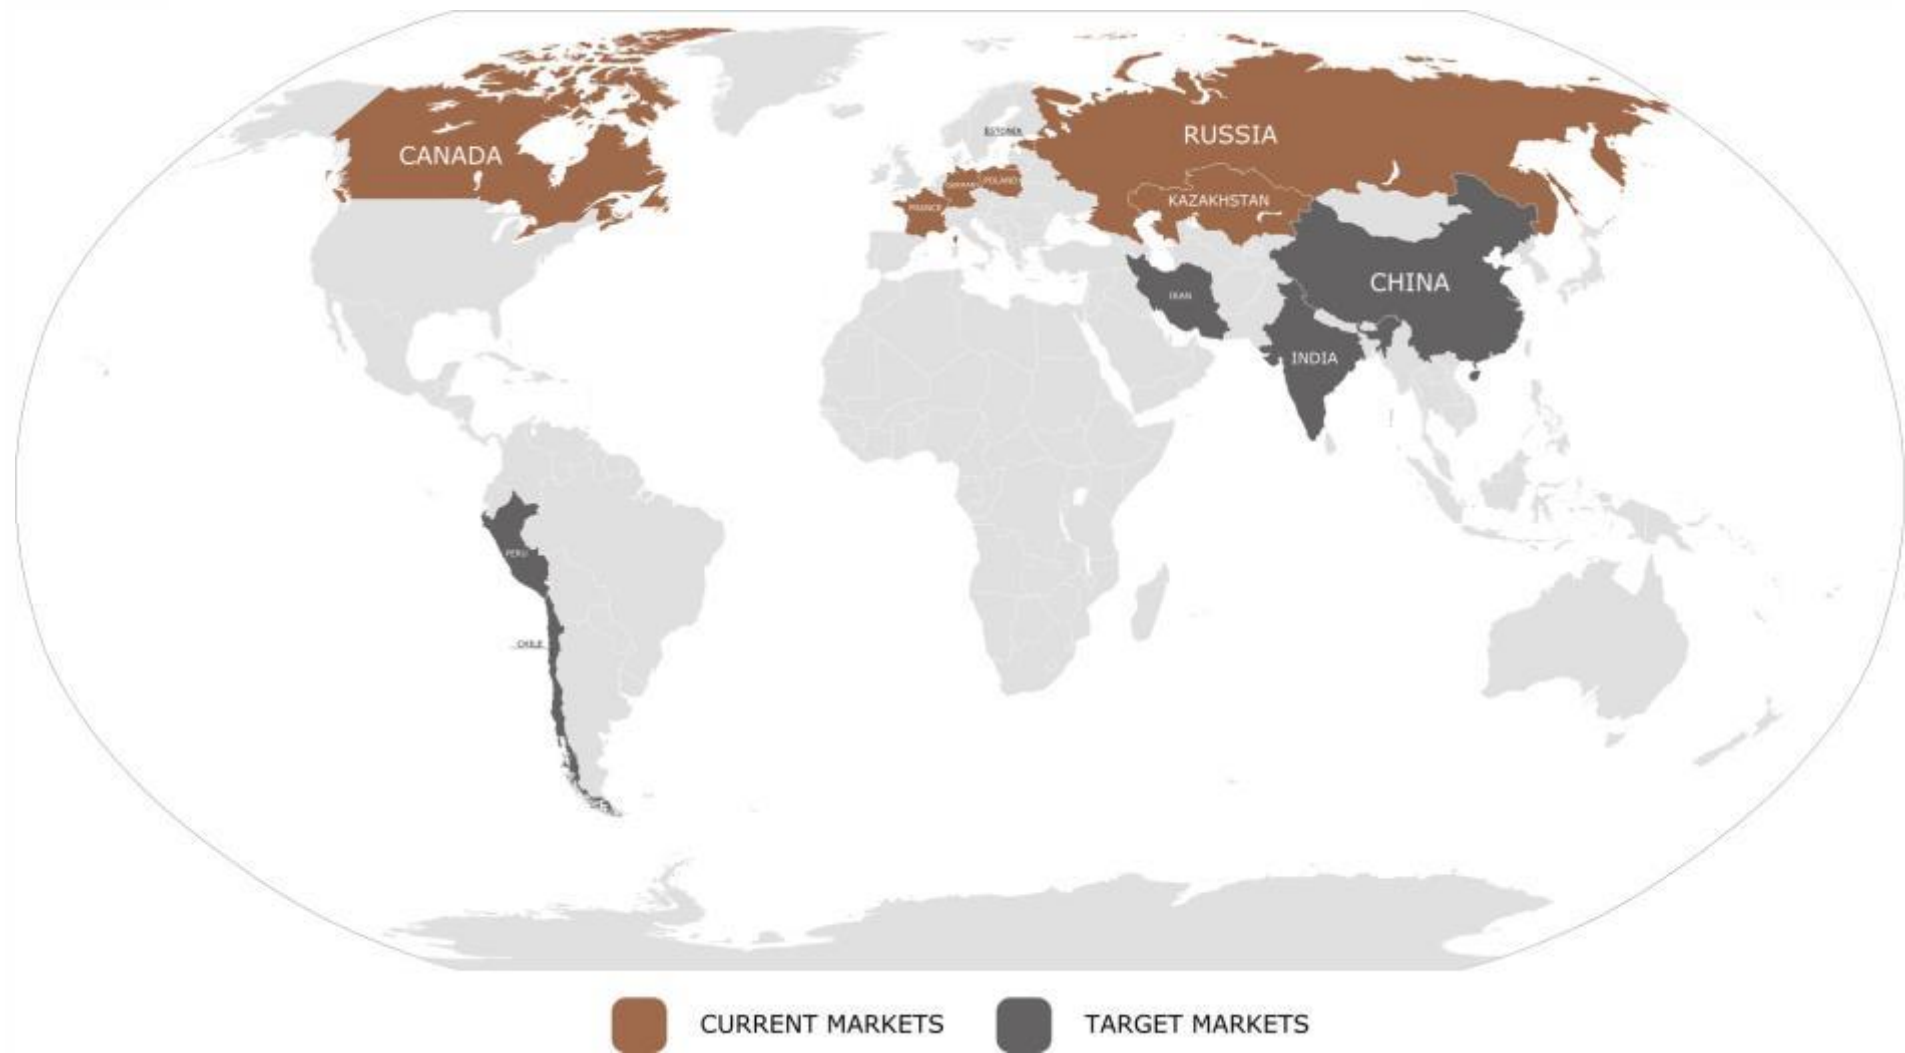 ESTONIA
RUSSIA
CANADA
GERMANY
POLAND
KAZAKHSTAN
FRANCE
CHINA
IRAN
INDIA
PERU
CHILE
CURRENT MARKETS
TARGET MARKETS